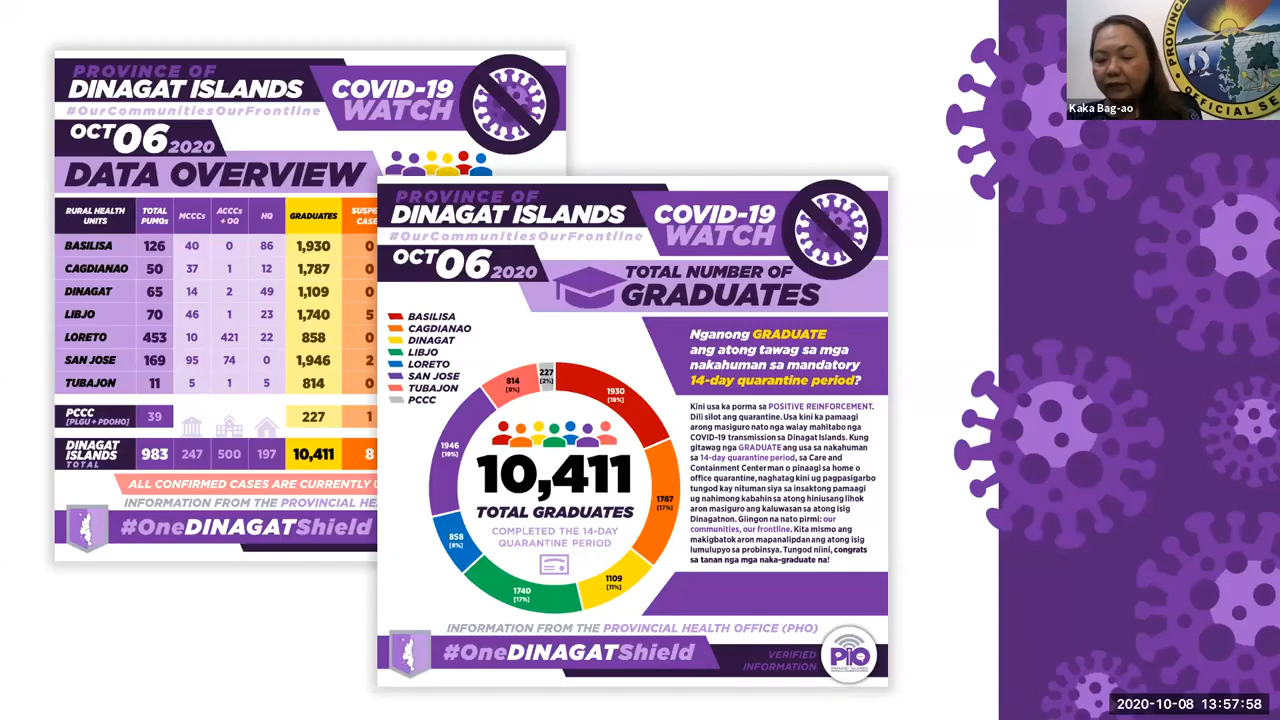 PROVINCE OF
DINAGAT ISLANDS
#OurCommunitiesOurFrontline
COVID-19
WATCH
OCT 06 2020
DATA OVERVIEW
RURAL HEALTH UNITS TOTAL PUMQs MCCCs ACCCs + OQ HQ GRADUATES
BASILISA 126 40 0 86 1,930 0
CAGDIANAO 50 37 1 12 1,787 0
DINAGAT 65 14 2 49 1,109 0
LIBJO 70 46 1 23 1,740 5
LORETO 453 10 421 22 858 0
SAN JOSE 169 95 74 0 1,946 2
TUBAJON 11 5 1 5 814 0
PCCC [PLGU + PDOHO] 39 227 1
DINAGAT ISLANDS TOTAL 983 247 500 197 10,411 8
ALL CONFIRMED CASES ARE CURRENTLY
INFORMATION FROM THE PROVINCIAL
#OneDINAGATShield
PROVINCE OF
DINAGAT ISLANDS
#OurCommunitiesOurFrontline
COVID-19
WATCH
OCT 06 2020
TOTAL NUMBER OF
GRADUATES
BASILISA
CAGDIANAO
DINAGAT
LIBJO
LORETO
SAN JOSE
TUBAJON
PCCC
227
[2%]
814
[8%]
1930
[18%]
1946
[19%]
1787
[17%]
858
[8%]
1740
[17%]
1109
[11%]
10,411
TOTAL GRADUATES
COMPLETED THE 14-DAY
QUARANTINE PERIOD
Nganong GRADUATE
ang atong tawag sa mga
nakahuman sa mandatory
14-day quarantine period?
Kini usa ka porma sa POSITIVE REINFORCEMENT.
Dili silot ang quarantine. Usa kini ka pamaagi
arong masiguro nato nga walay mahitabo nga
COVID-19 transmission sa Dinagat Islands. Kung
gitawag nga GRADUATE ang usa sa nakahuman
sa 14-day quarantine period, sa Care and
Containment Center man o pinaagi sa home o
office quarantine, naghatag kini ug pagpasigarbo
tungod kay nituman siya sa insaktong pamaagi
ug nahimong kabahin sa atong hiniusang lihok
aron masiguro ang kaluwasan sa atong isig
Dinagatnon. Giingon na nato pirmi: our
communities, our frontline. Kita mismo ang
makigbatok aron mapanalipdan ang atong isig
lumulupyo sa probinsya. Tungod niini, congrats
sa tanan nga mga naka-graduate na!
INFORMATION FROM THE PROVINCIAL HEALTH OFFICE (PHO)
#OneDINAGATShield
VERIFIED
INFORMATION
PIO
Kaka Bag-ao
OFFICIAL
2020-10-08 13:57:58